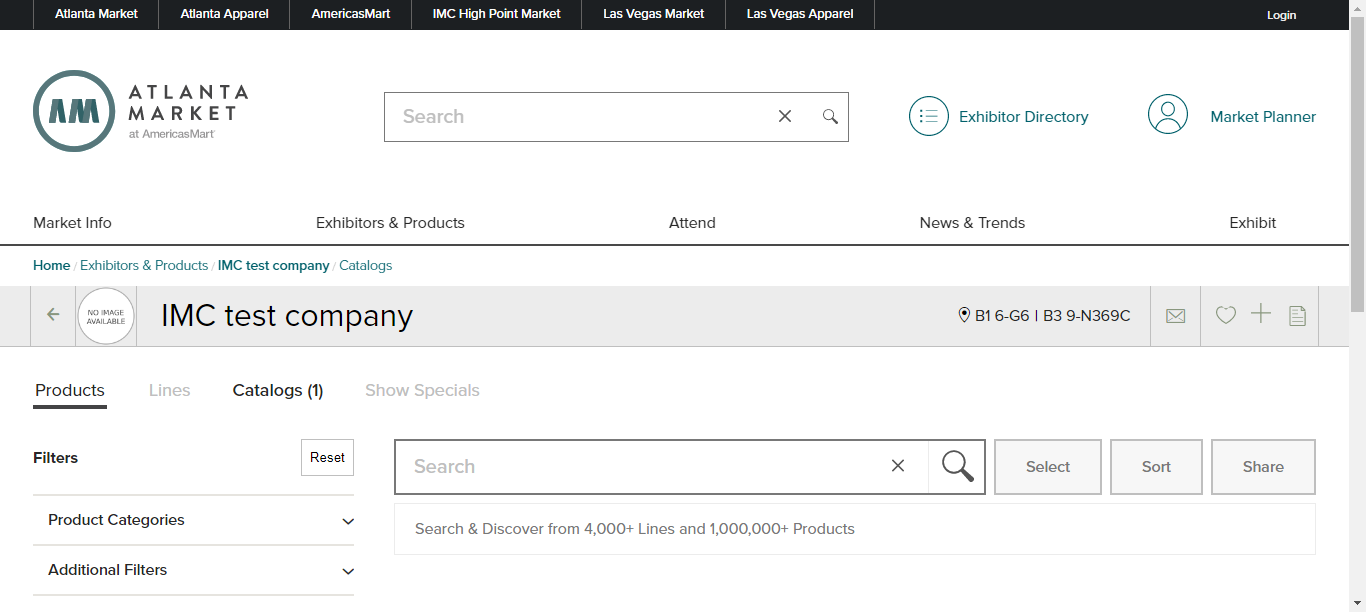 Atlanta Market Atlanta Apparel AmericasMart IMC High Point Market Las Vegas Market Las Vegas Apparel Login
ATLANTA
MARKET
at AmericasMart
Search
Exhibitor Directory
Market Planner
Market Info Exhibitors & Products Attend News & Trends Exhibit
Home / Exhibitors & Products / IMC test company / Catalogs
NO IMAGE
AVAILABLE
IMC test company
B1 6-G6 | B3 9-N369C
Products Lines Catalogs (1) Show Specials
Filters Reset
Search Select Sort Share
Product Categories
Search & Discover from 4,000+ Lines and 1,000,000+ Products
Additional Filters